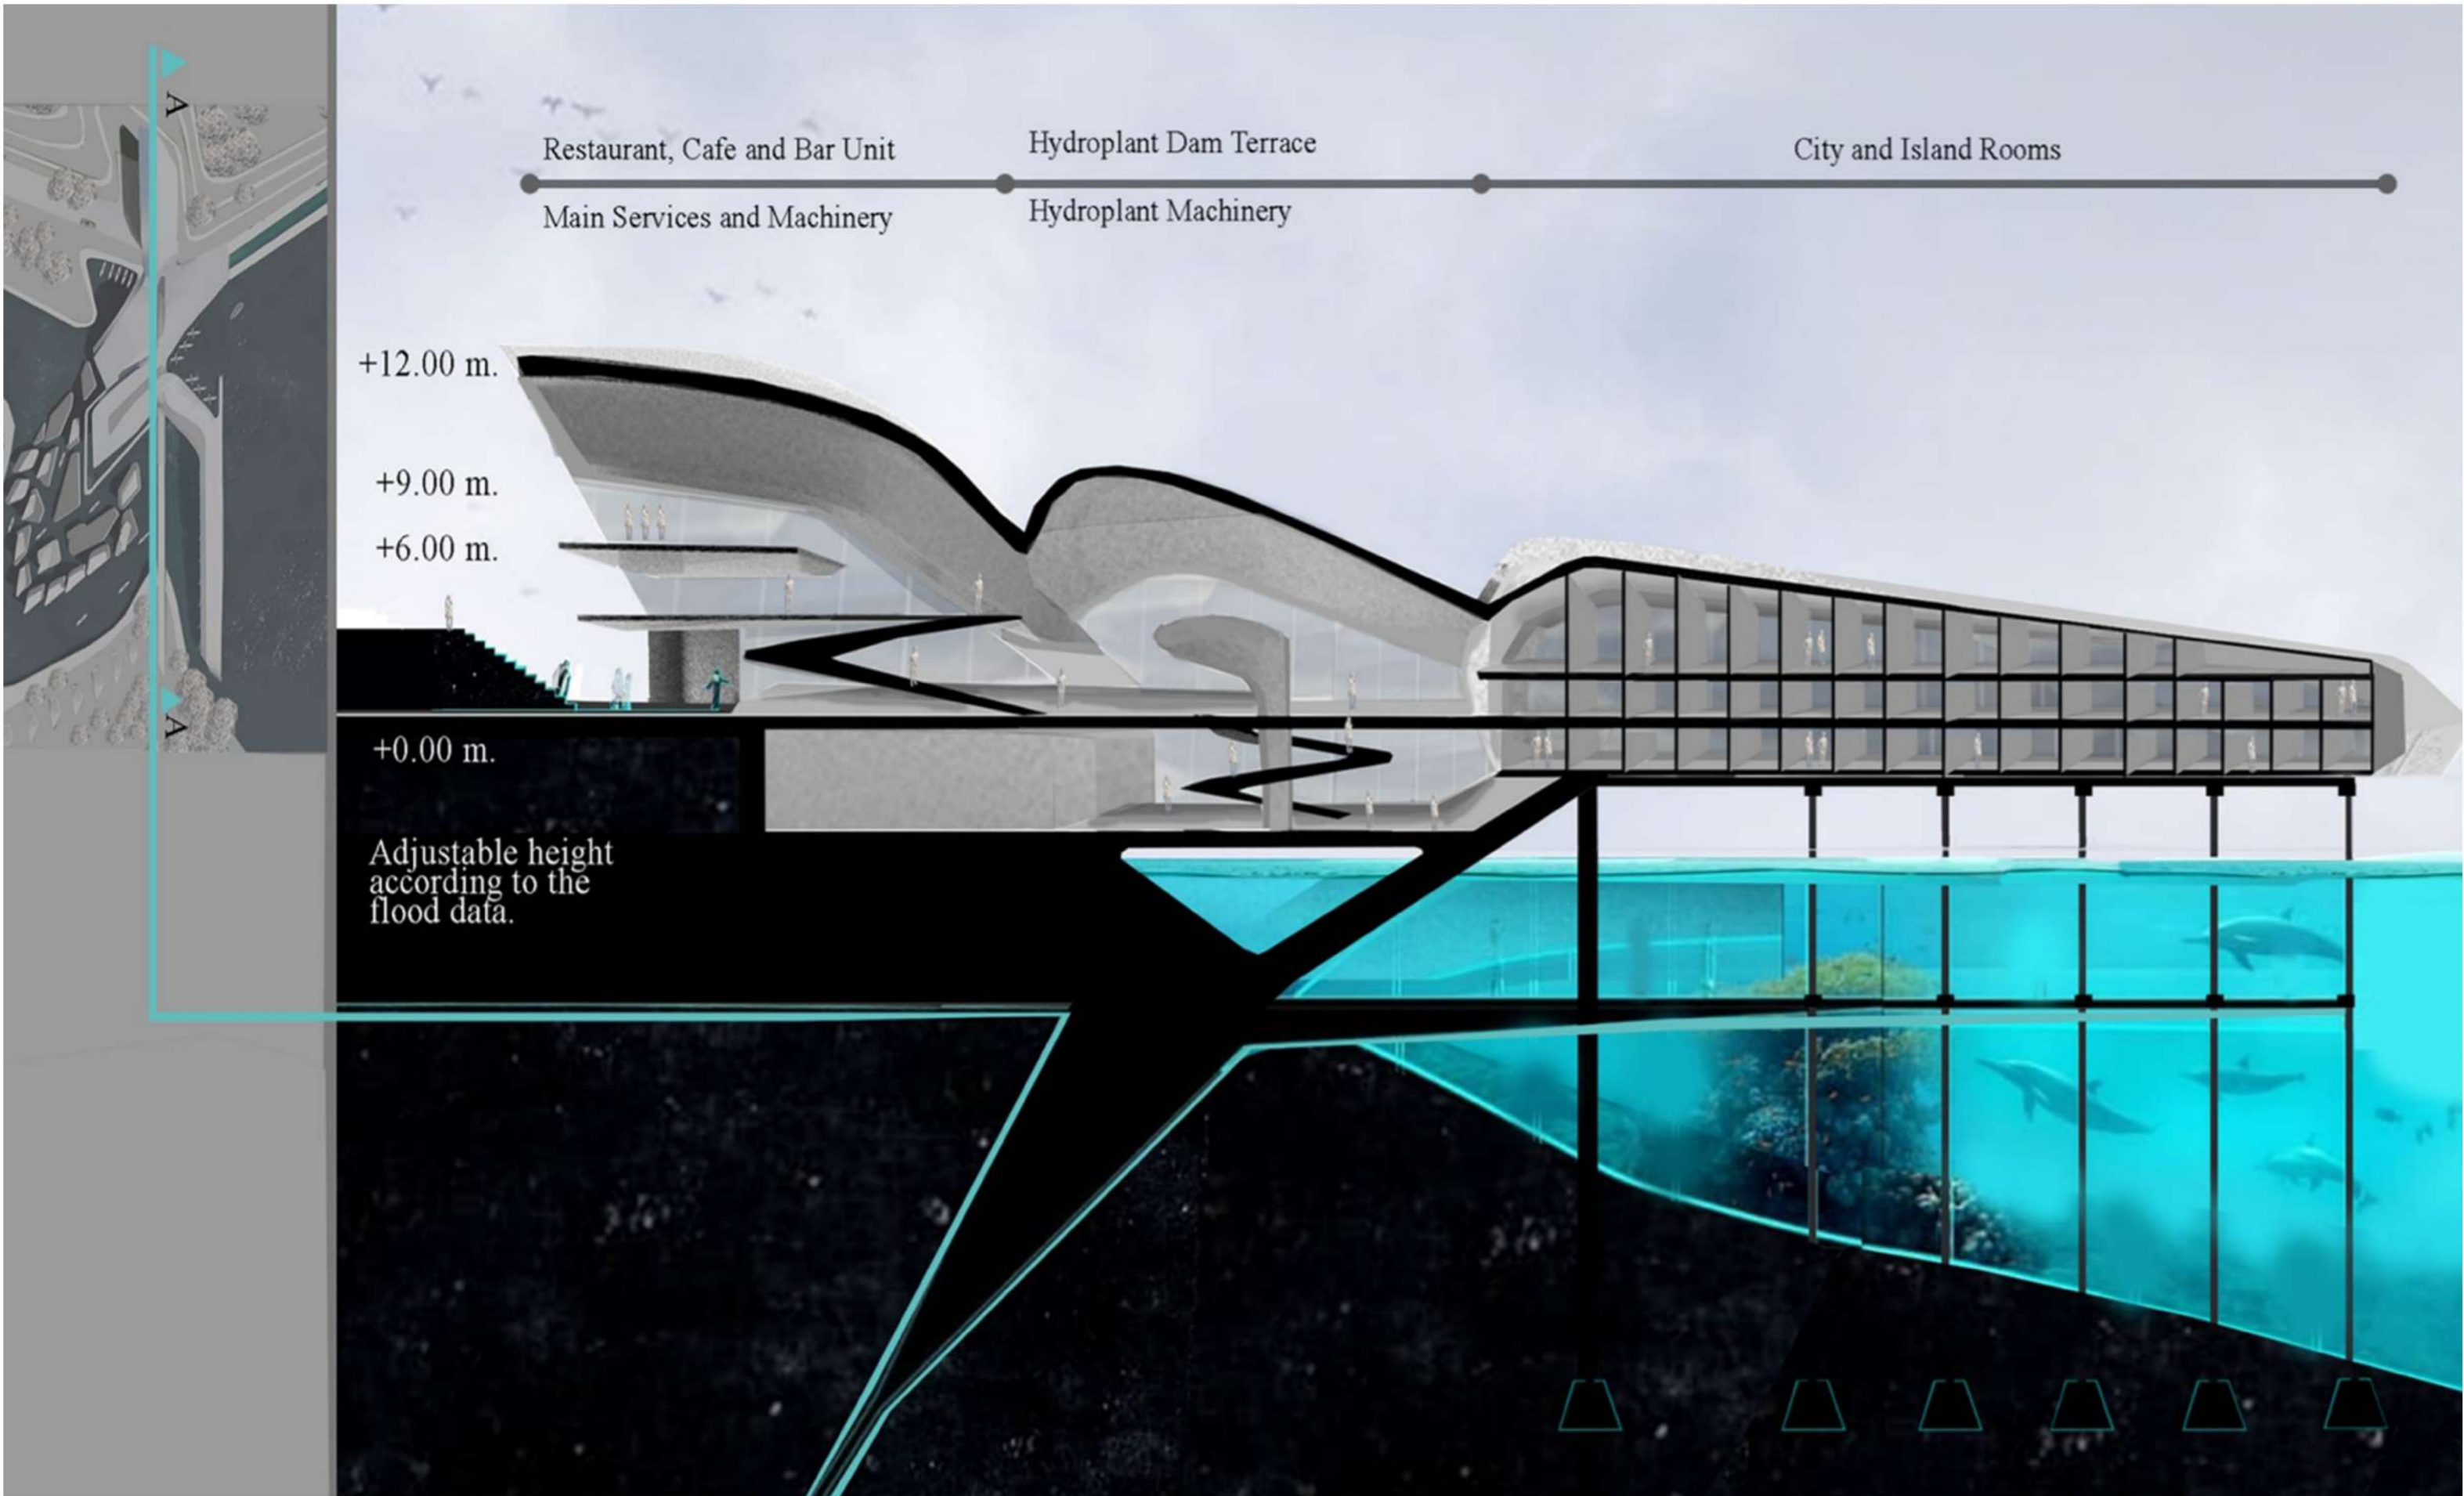 A
A
Restaurant, Cafe and Bar Unit
Main Services and Machinery
Hydroplant Dam Terrace
Hydroplant Machinery
City and Island Rooms
+12.00 m.
+9.00 m.
+6.00 m.
+0.00 m.
Adjustable height
according to the
flood data.